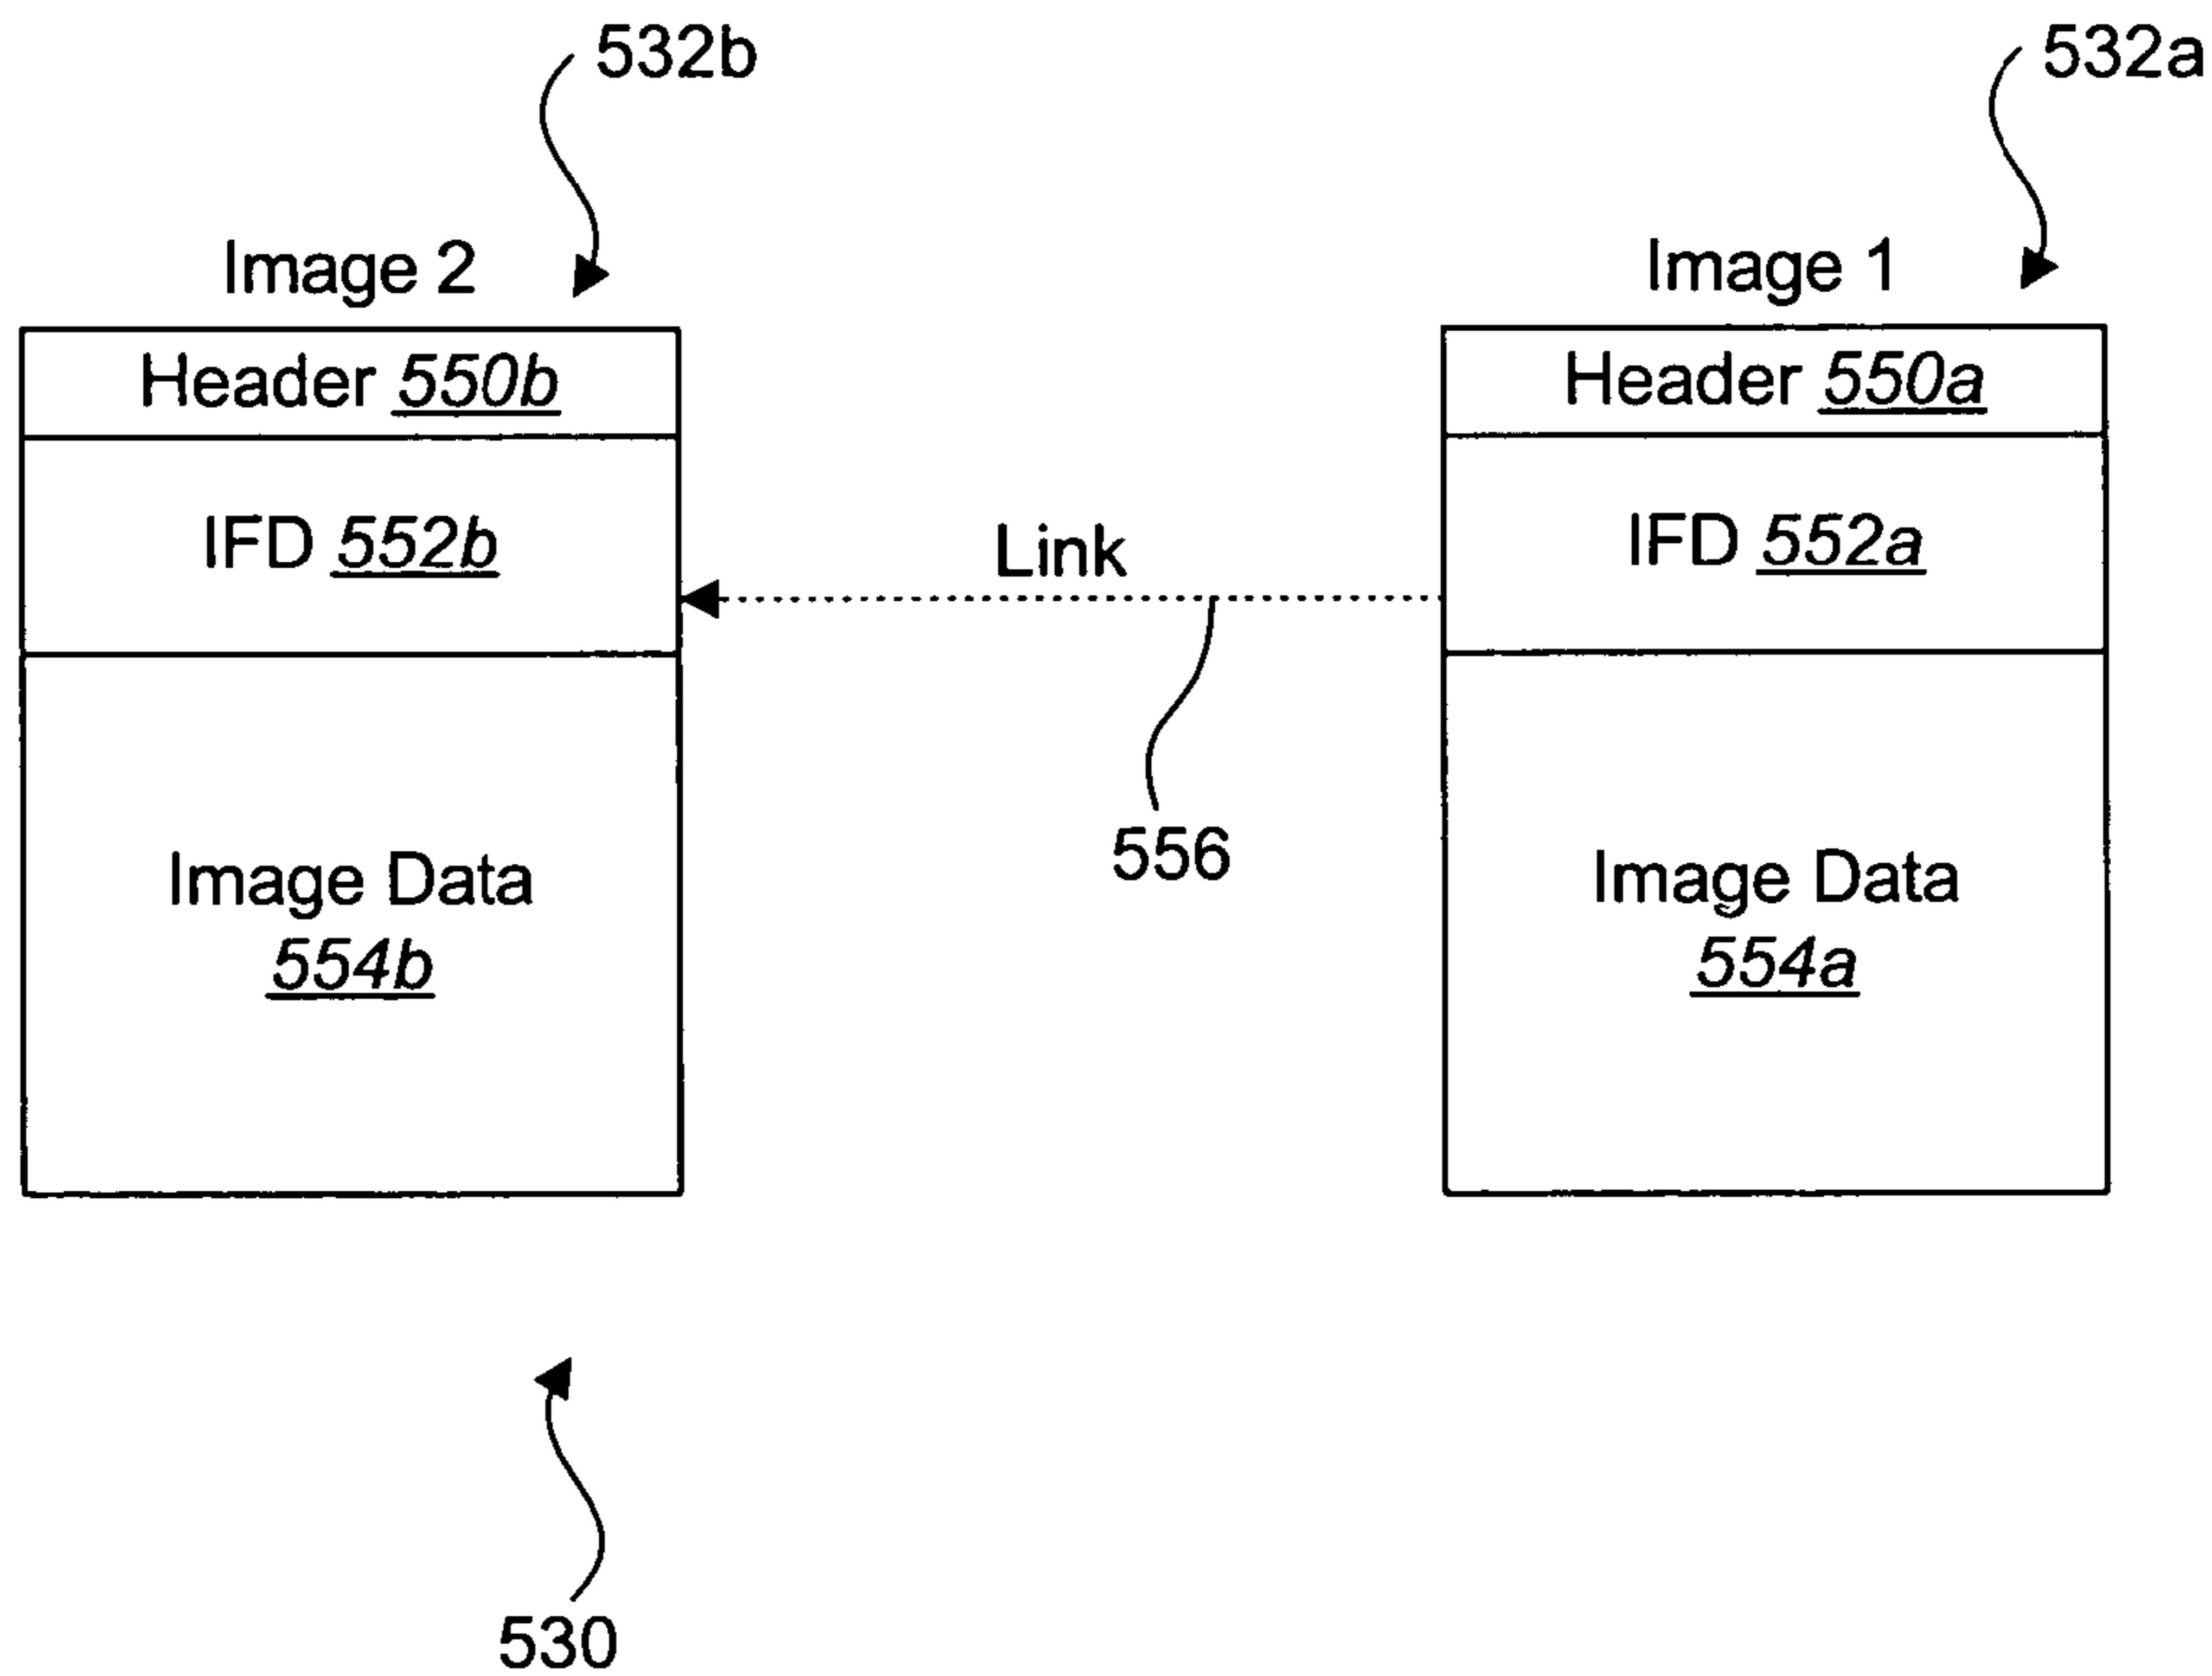 532b
532a
Image 2
Image 1
Header 550b
Header 550a
IFD 552b
IFD 552a
Link
556
Image Data
554b
Image Data
554a
530